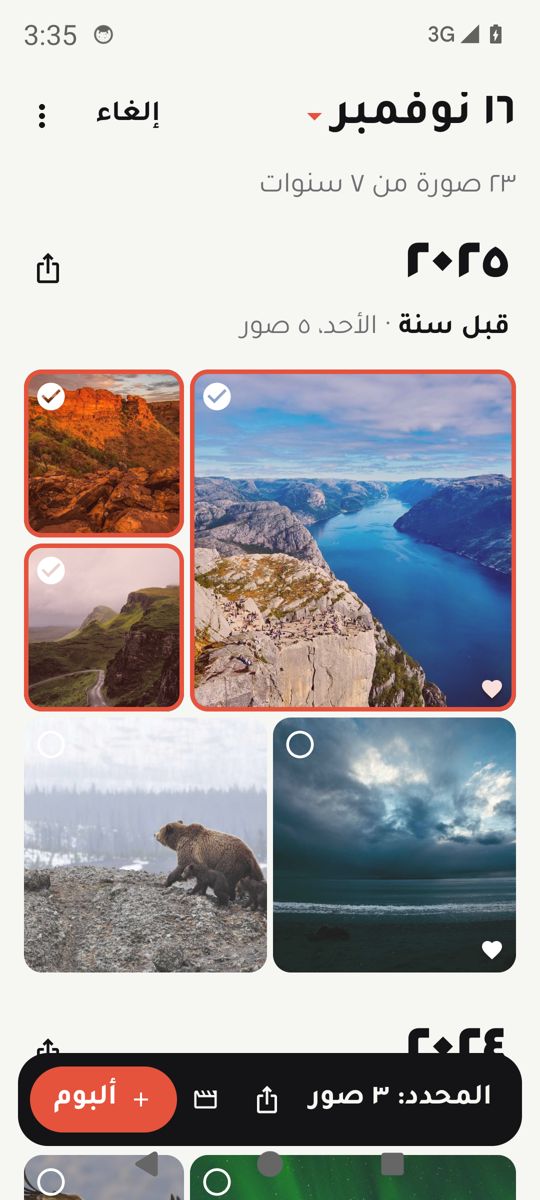 3:35 3G
١٦ نوفمبر إلغاء
٢٣ صورة من ٧ سنوات
٢٠٢٥
قبل سنة · الأحد، ٥ صور
٢٠٢٤
المحدد: ٣ صور + ألبوم